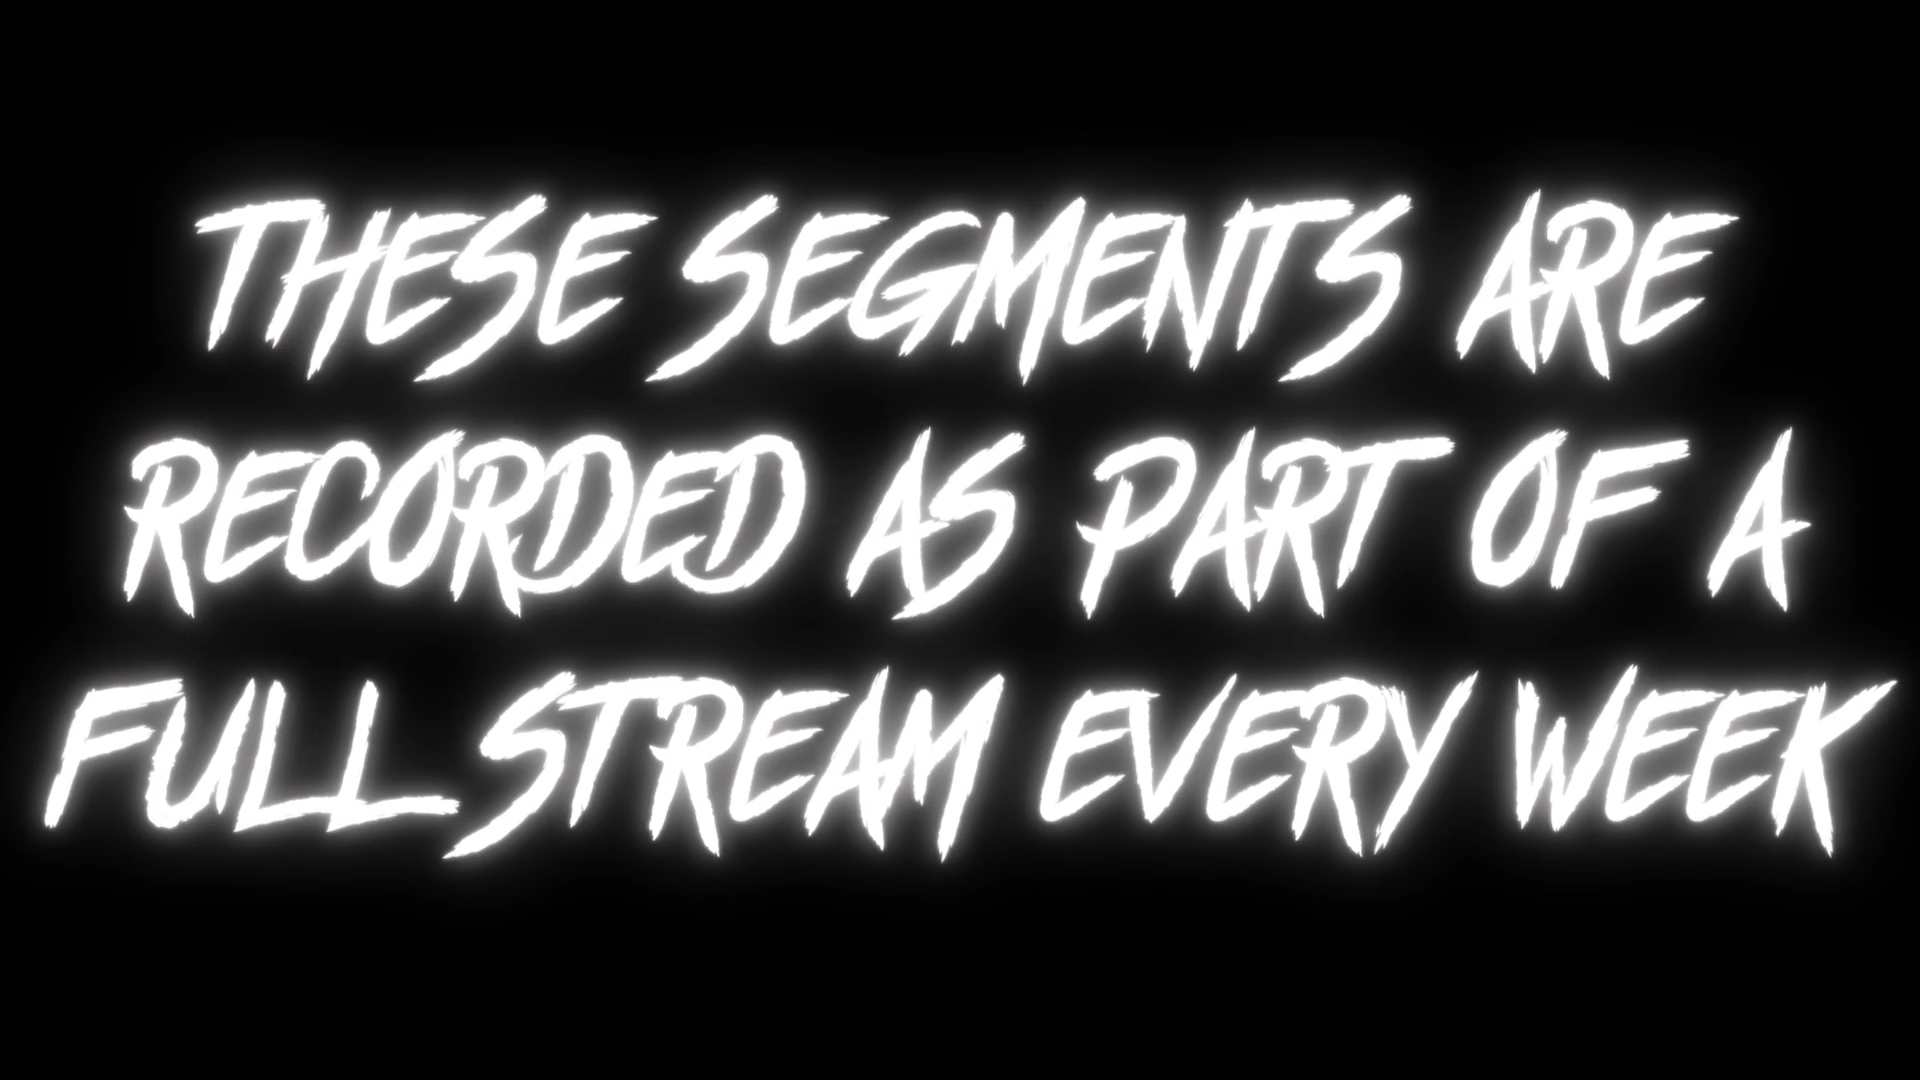 THESE SEGMENTS ARE
RECORDED AS PART OF A
FULL STREAM EVERY WEEK